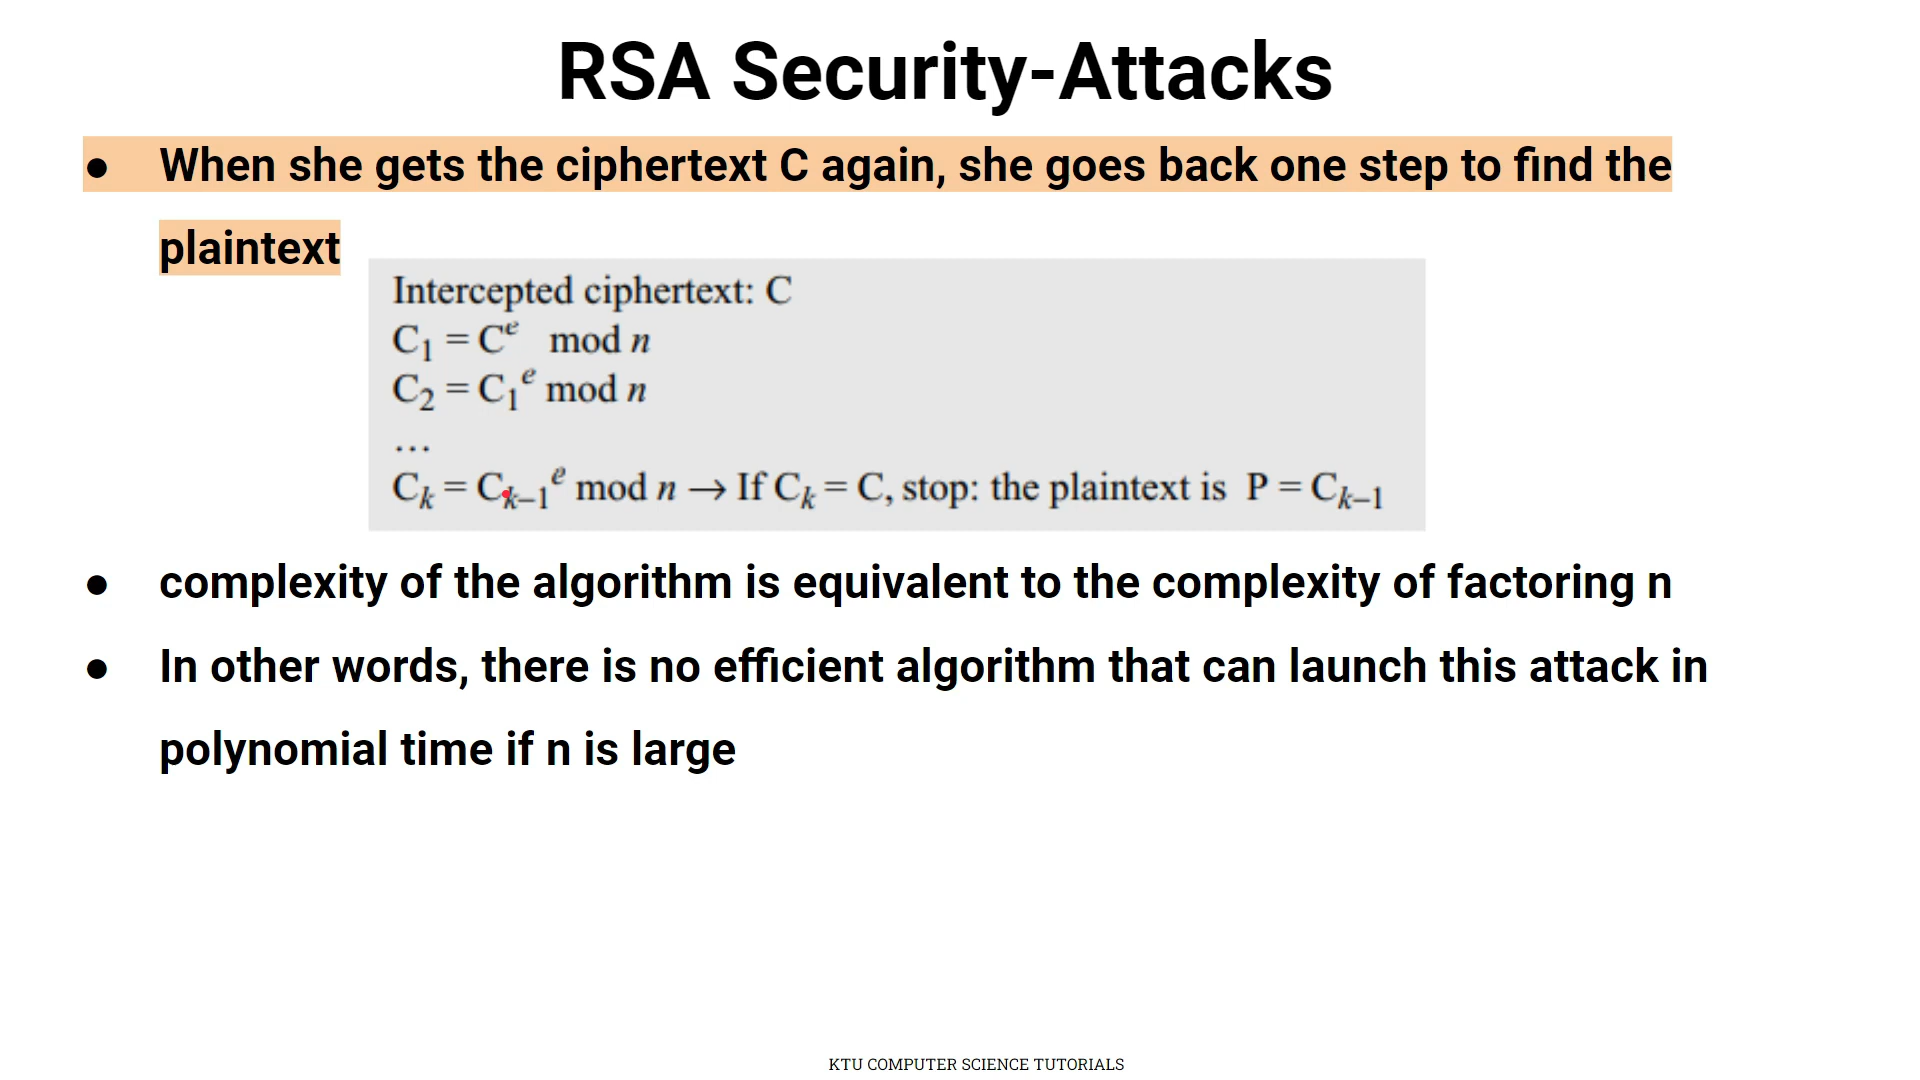 RSA Security-Attacks
● When she gets the ciphertext C again, she goes back one step to find the
plaintext
Intercepted ciphertext: C
C₁ = Cᵉ mod n
C₂ = C₁ᵉ mod n
…
Cₖ = Cₖ₋₁ᵉ mod n → If Cₖ = C, stop: the plaintext is P = Cₖ₋₁
● complexity of the algorithm is equivalent to the complexity of factoring n
● In other words, there is no efficient algorithm that can launch this attack in
polynomial time if n is large
KTU COMPUTER SCIENCE TUTORIALS